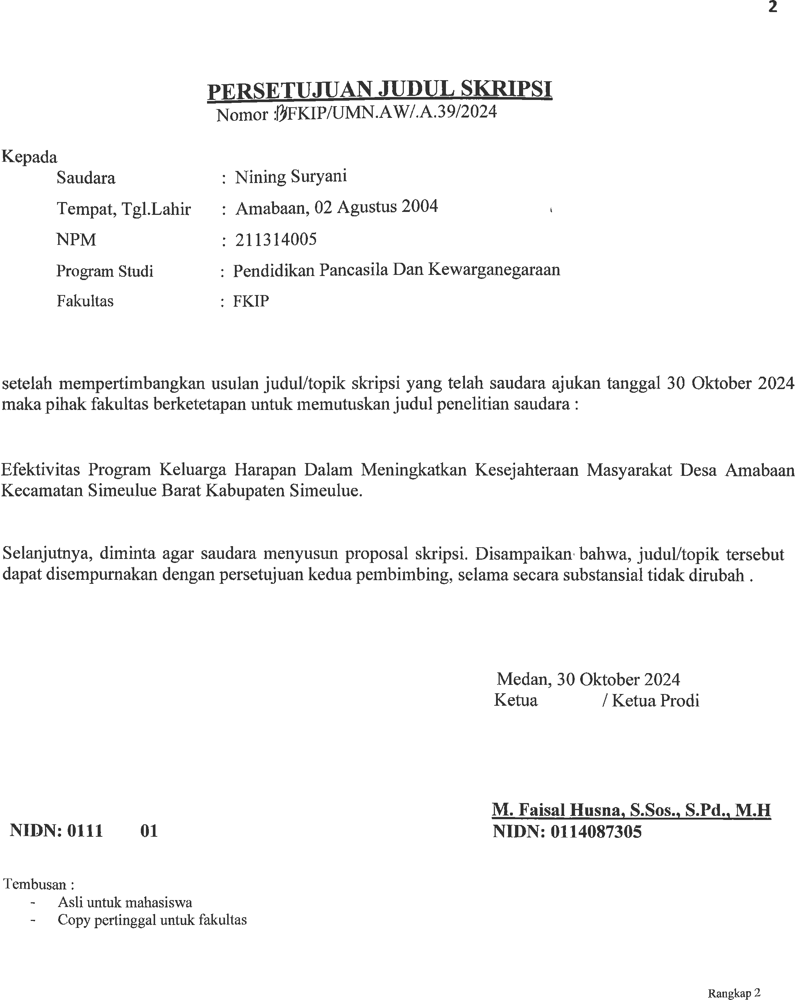 2
PERSETUJUAN JUDUL SKRIPSI
Nomor : FKIP/UMN.AW/.A.39/2024
Kepada
Saudara : Nining Suryani
Tempat, Tgl.Lahir : Amabaan, 02 Agustus 2004
NPM : 211314005
Program Studi : Pendidikan Pancasila Dan Kewarganegaraan
Fakultas : FKIP
setelah mempertimbangkan usulan judul/topik skripsi yang telah saudara ajukan tanggal 30 Oktober 2024
maka pihak fakultas berketetapan untuk memutuskan judul penelitian saudara :
Efektivitas Program Keluarga Harapan Dalam Meningkatkan Kesejahteraan Masyarakat Desa Amabaan
Kecamatan Simeulue Barat Kabupaten Simeulue.
Selanjutnya, diminta agar saudara menyusun proposal skripsi. Disampaikan bahwa, judul/topik tersebut
dapat disempurnakan dengan persetujuan kedua pembimbing, selama secara substansial tidak dirubah .
Medan, 30 Oktober 2024
Ketua / Ketua Prodi
M. Faisal Husna, S.Sos., S.Pd., M.H
NIDN: 0111 01 NIDN: 0114087305
Tembusan :
- Asli untuk mahasiswa
- Copy pertinggal untuk fakultas
Rangkap 2